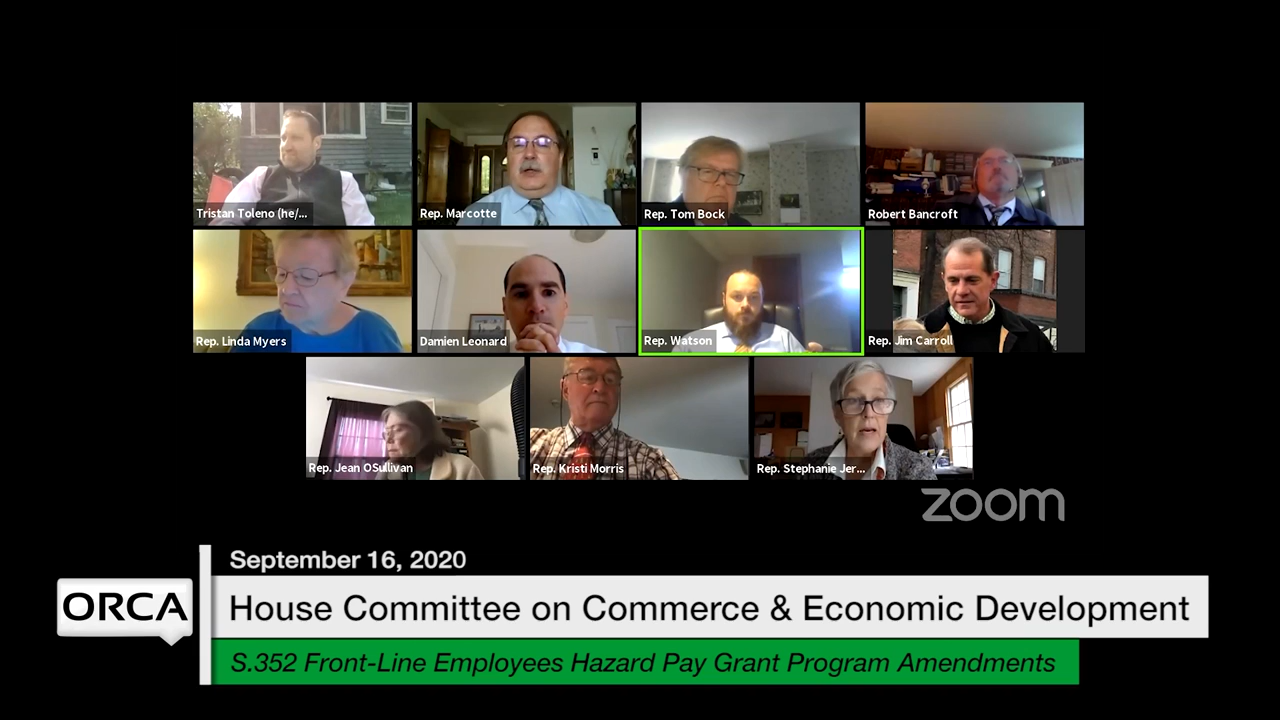 Tristan Toleno (he/...
Rep. Marcotte
Rep. Tom Bock
Robert Bancroft
Rep. Linda Myers
Damien Leonard
Rep. Watson
Rep. Jim Carroll
Rep. Jean OSullivan
Rep. Kristi Morris
Rep. Stephanie Jer...
zoom
September 16, 2020
ORCA
House Committee on Commerce & Economic Development
S.352 Front-Line Employees Hazard Pay Grant Program Amendments